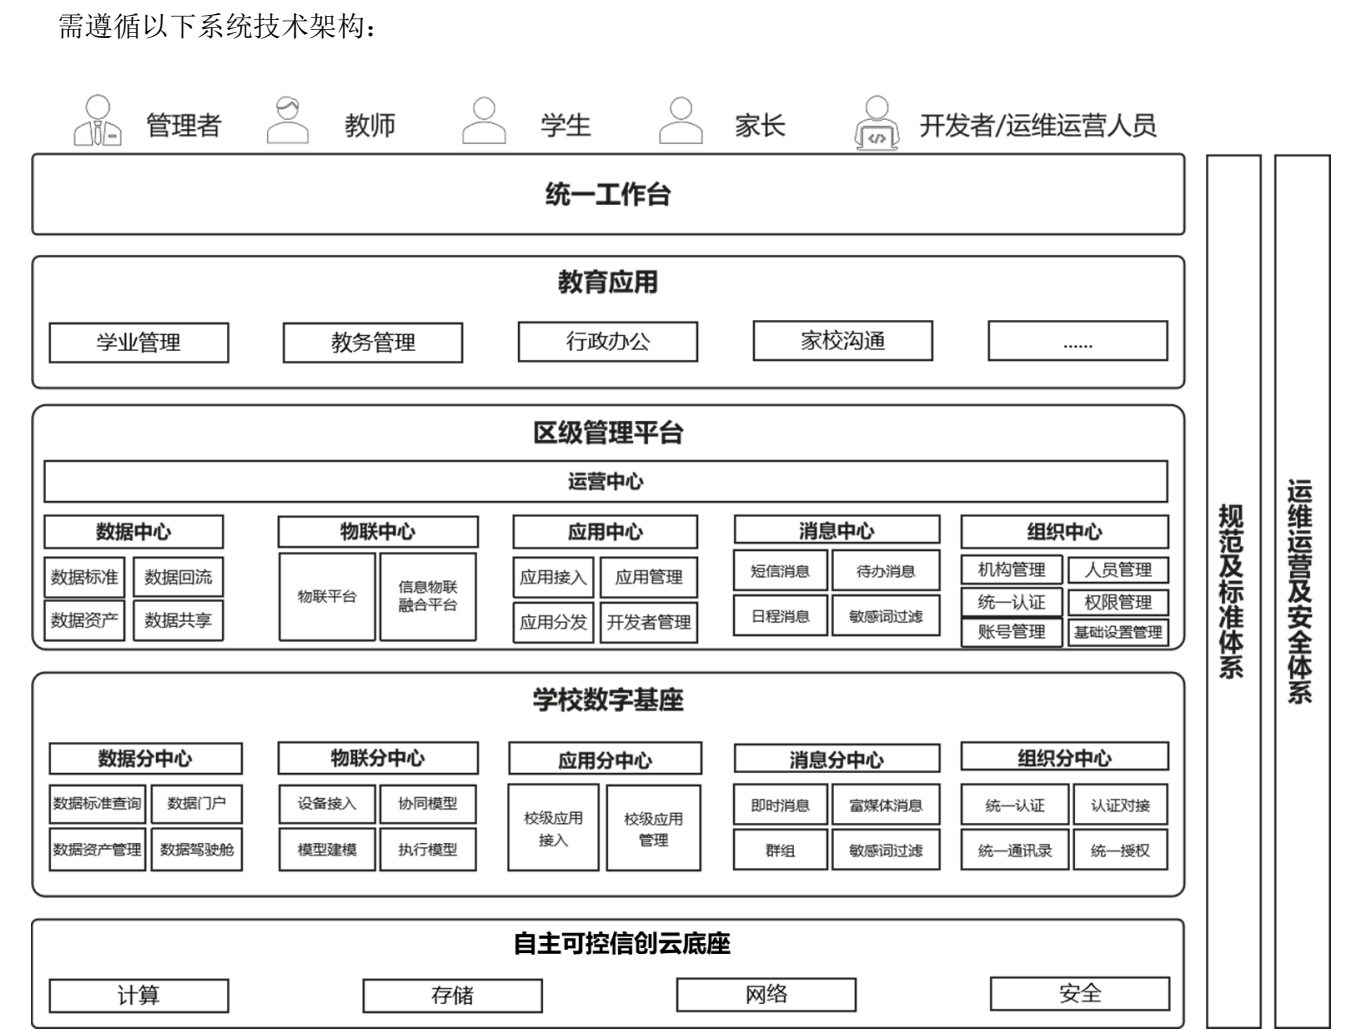 需遵循以下系统技术架构：
管理者 教师 学生 家长 开发者/运维运营人员
统一工作台
教育应用
学业管理 教务管理 行政办公 家校沟通 ......
区级管理平台
运营中心
数据中心 物联中心 应用中心 消息中心 组织中心
数据标准 数据回流
数据资产 数据共享
物联平台
信息物联
融合平台
应用接入 应用管理
应用分发 开发者管理
短信消息 待办消息
日程消息 敏感词过滤
机构管理 人员管理
统一认证 权限管理
账号管理 基础设置管理
学校数字基座
数据分中心 物联分中心 应用分中心 消息分中心 组织分中心
数据标准查询 数据门户
数据资产管理 数据驾驶舱
设备接入 协同模型
模型建模 执行模型
校级应用
接入
校级应用
管理
即时消息 富媒体消息
群组 敏感词过滤
统一认证 认证对接
统一通讯录 统一授权
自主可控信创云底座
计算 存储 网络 安全
规范及标准体系
运维运营及安全体系